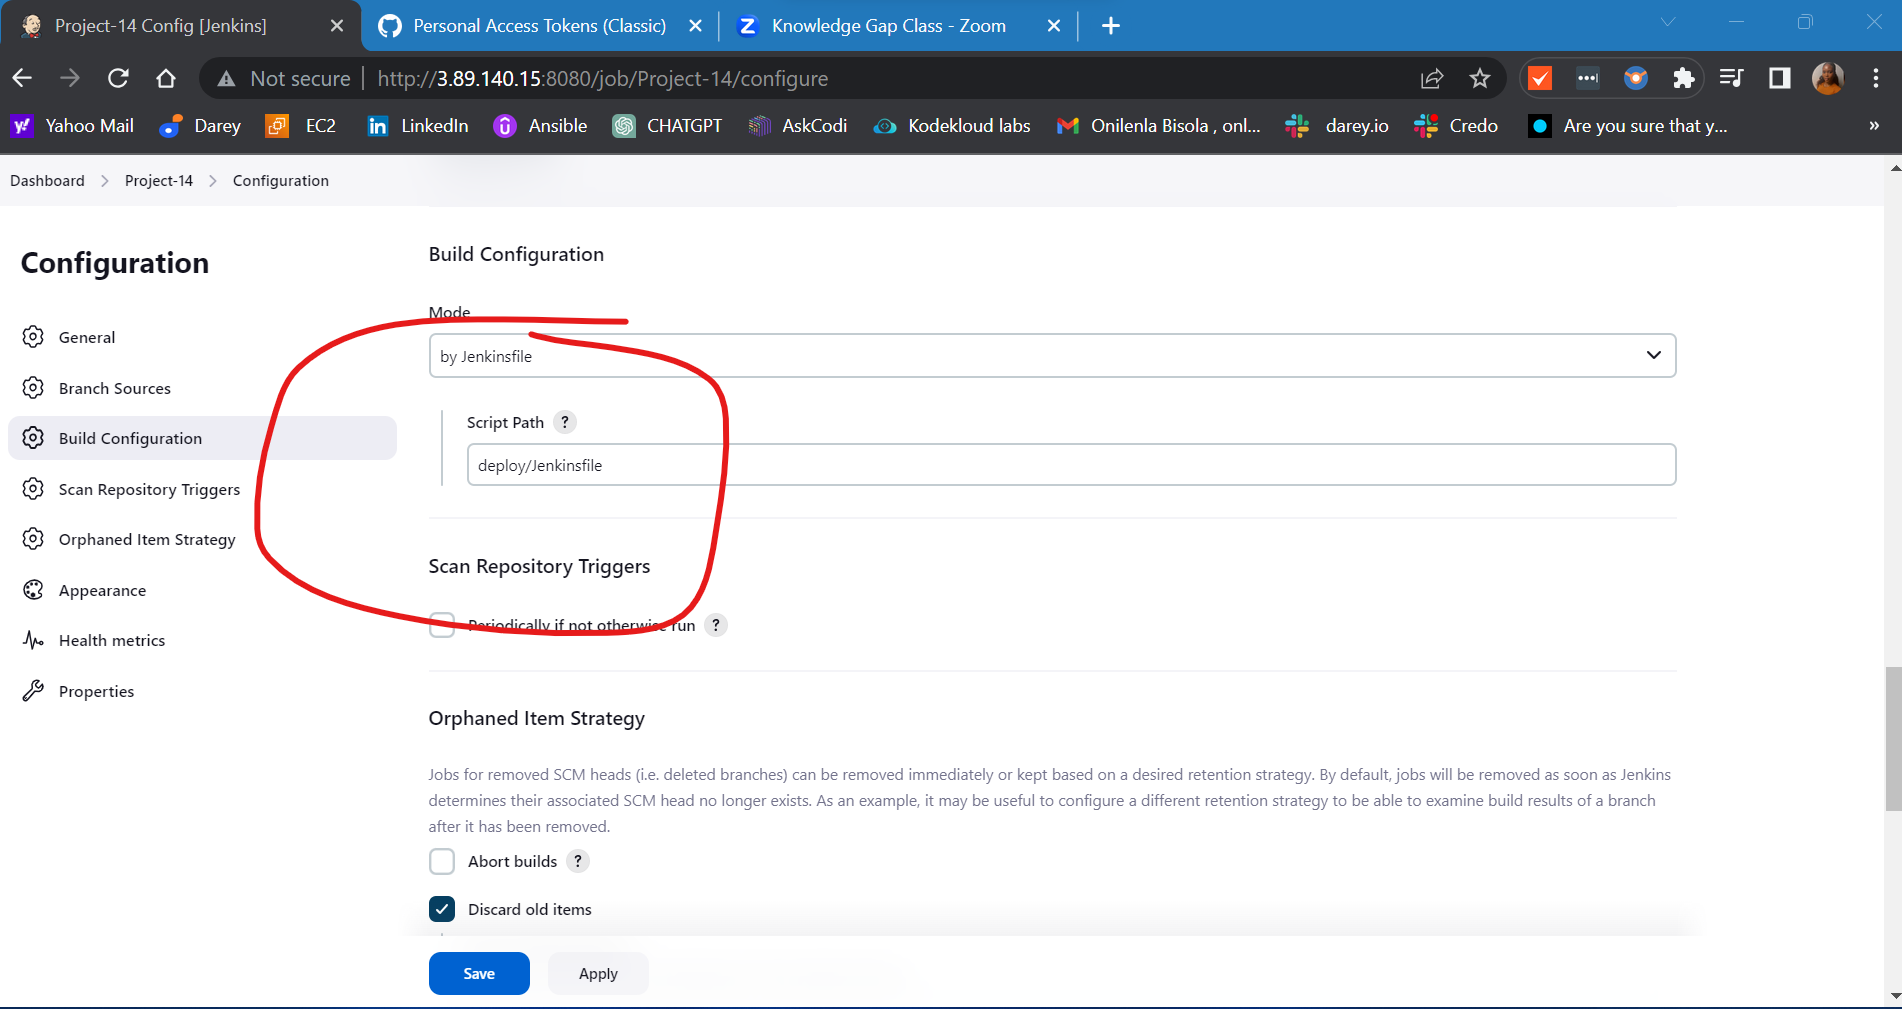 Project-14 Config [Jenkins]
Personal Access Tokens (Classic)
Knowledge Gap Class - Zoom
Not secure
http://3.89.140.15:8080/job/Project-14/configure
Yahoo Mail
Darey
EC2
LinkedIn
Ansible
CHATGPT
AskCodi
Kodekloud labs
Onilenla Bisola , onl...
darey.io
Credo
Are you sure that y...
Dashboard
Project-14
Configuration
Configuration
General
Branch Sources
Build Configuration
Scan Repository Triggers
Orphaned Item Strategy
Appearance
Health metrics
Properties
Build Configuration
Mode
by Jenkinsfile
Script Path ?
deploy/Jenkinsfile
Scan Repository Triggers
Periodically if not otherwise run ?
Orphaned Item Strategy
Jobs for removed SCM heads (i.e. deleted branches) can be removed immediately or kept based on a desired retention strategy. By default, jobs will be removed as soon as Jenkins
determines their associated SCM head no longer exists. As an example, it may be useful to configure a different retention strategy to be able to examine build results of a branch
after it has been removed.
Abort builds ?
Discard old items
Save
Apply